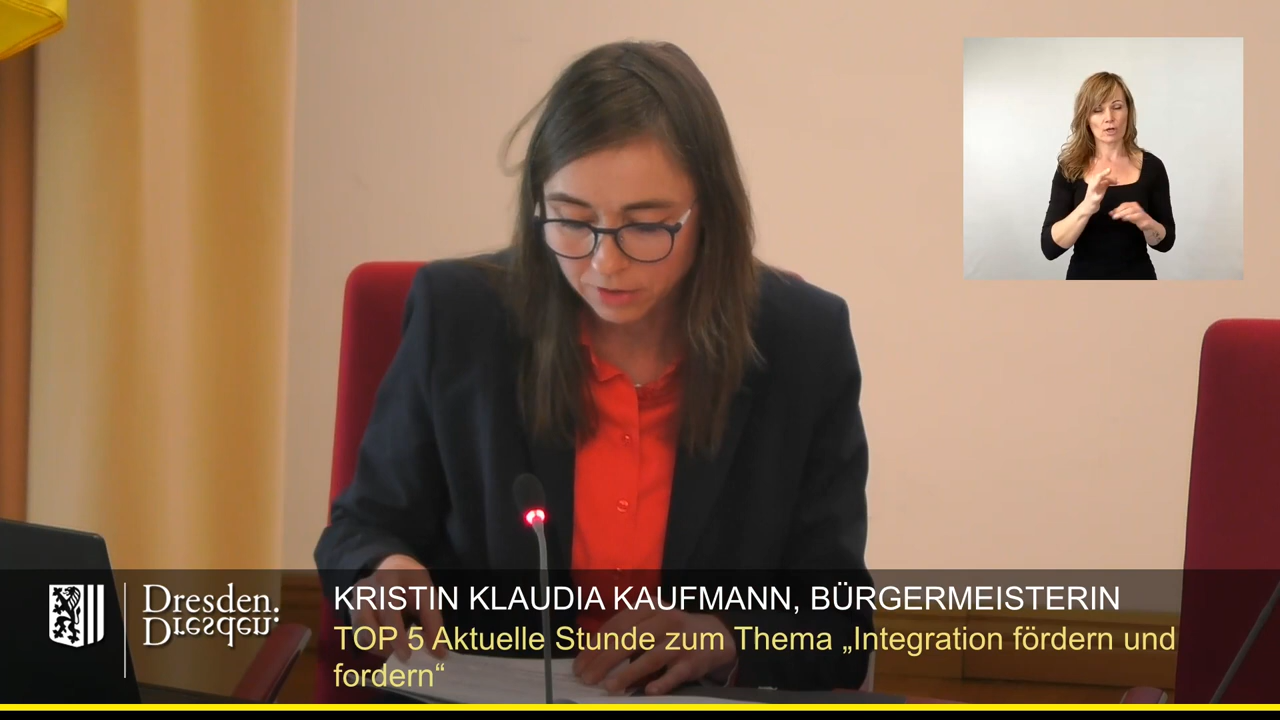 Dresden.
Dresden.
KRISTIN KLAUDIA KAUFMANN, BÜRGERMEISTERIN
TOP 5 Aktuelle Stunde zum Thema „Integration fördern und
fordern“